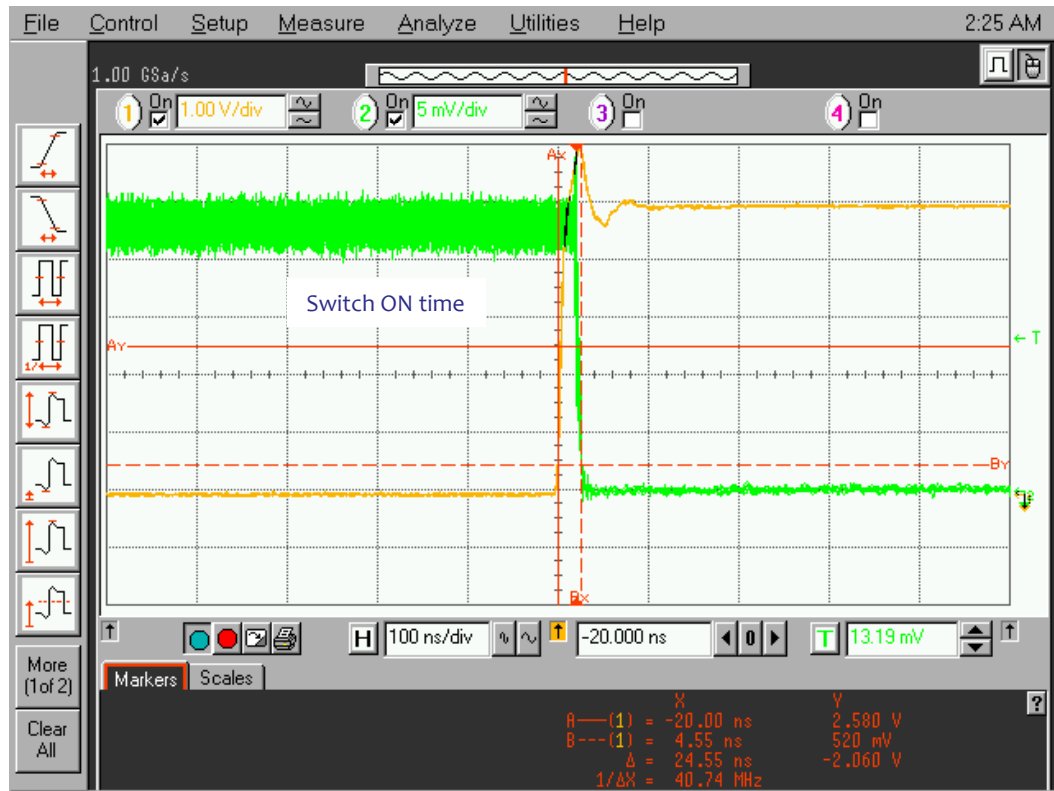 File Control Setup Measure Analyze Utilities Help 2:25 AM
1.00 GSa/s
1) On 1.00 V/div 2) On 5 mV/div 3) On 4) On
Ax
Switch ON time
Ay
T
By
Bx
1/
H 100 ns/div -20.000 ns 0 T 13.19 mV
More
(1of 2)
Clear
All
Markers Scales
?
X Y
A——(1) = -20.00 ns 2.580 V
B---(1) = 4.55 ns 520 mV
Δ = 24.55 ns -2.060 V
1/ΔX = 40.74 MHz